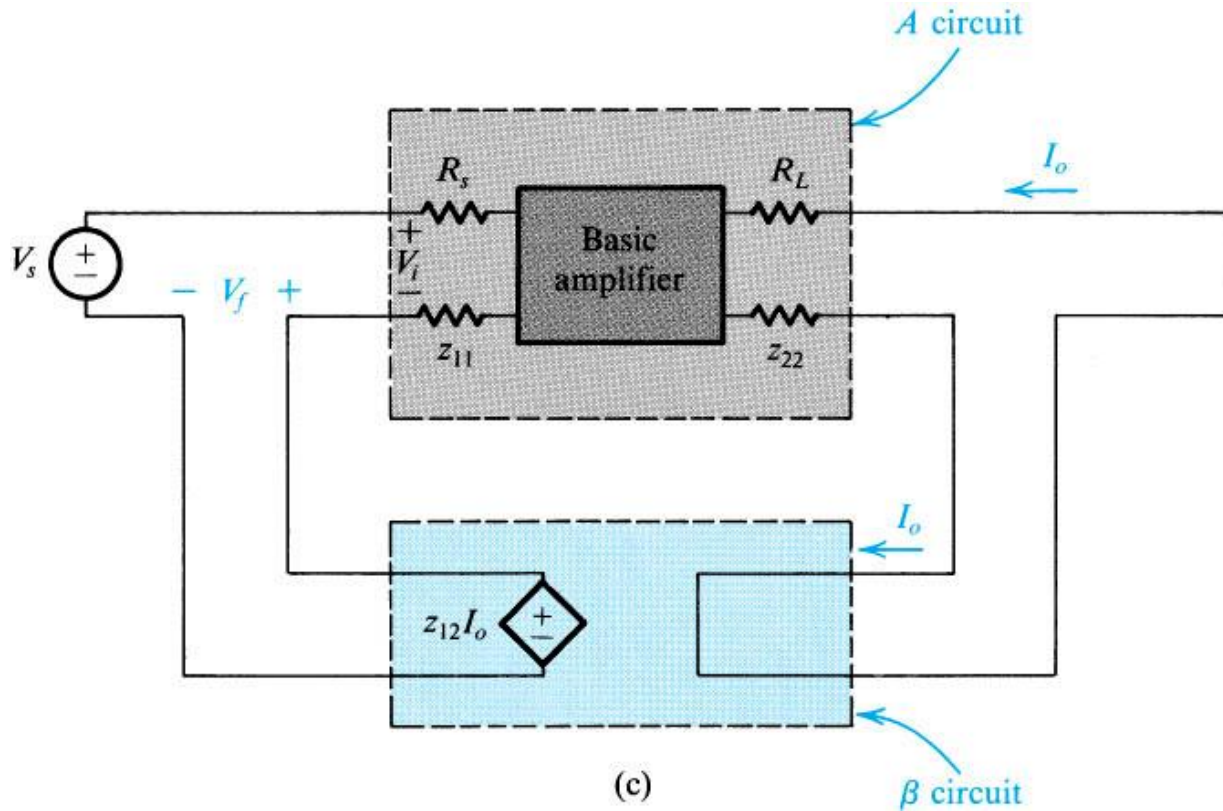 A circuit
I_o
R_s
R_L
+
V_i
−
Basic
amplifier
V_s
+
−
− V_f +
z_11
z_22
I_o
z_12 I_o
+
−
(c)
β circuit